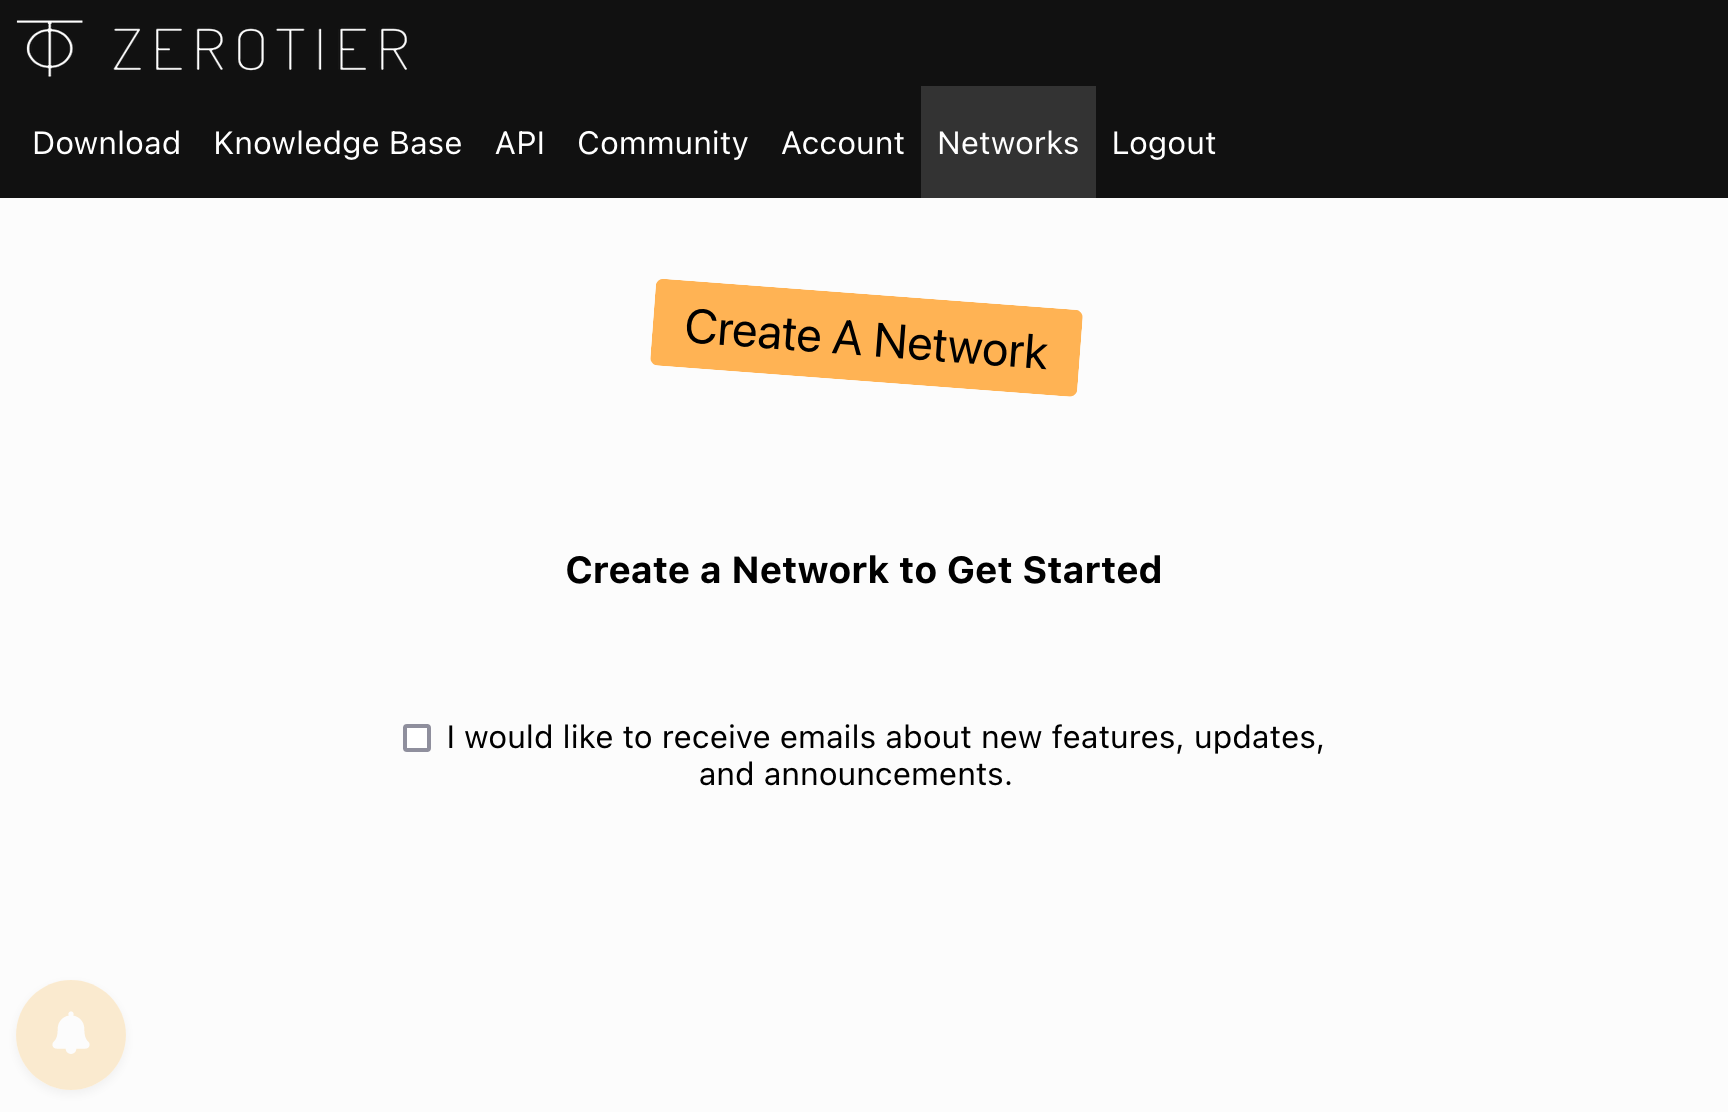 ZEROTIER
Download Knowledge Base API Community Account Networks Logout
Create A Network
Create a Network to Get Started
I would like to receive emails about new features, updates,
and announcements.